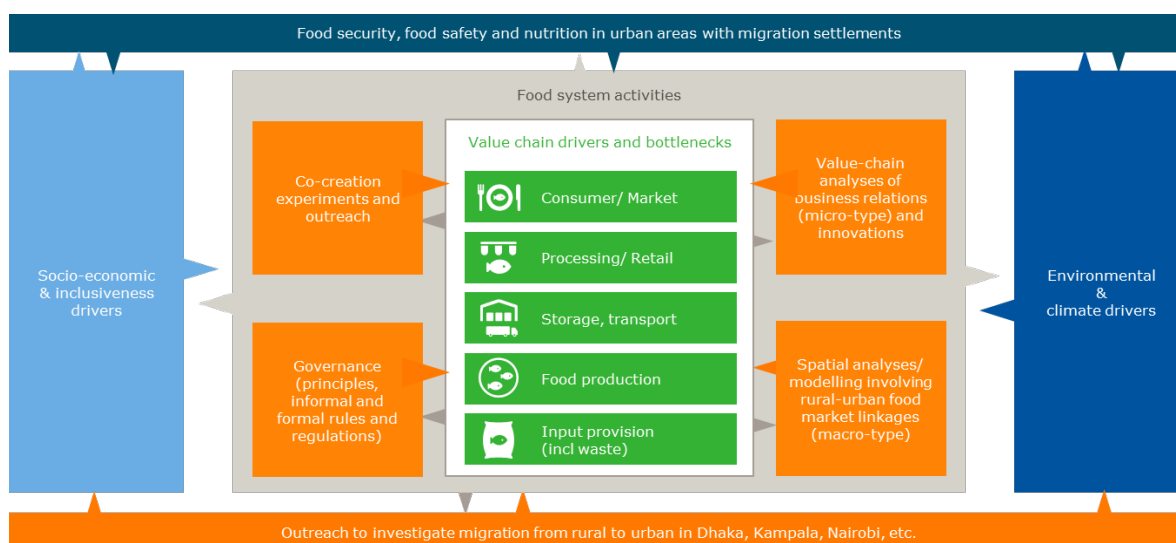 Food security, food safety and nutrition in urban areas with migration settlements
Food system activities
Socio-economic
& inclusiveness
drivers
Co-creation
experiments and
outreach
Governance
(principles,
informal and
formal rules and
regulations)
Value chain drivers and bottlenecks
Consumer/ Market
Processing/ Retail
Storage, transport
Food production
Input provision
(incl waste)
Value-chain
analyses of
business relations
(micro-type) and
innovations
Spatial analyses/
modelling involving
rural-urban food
market linkages
(macro-type)
Environmental
&
climate drivers
Outreach to investigate migration from rural to urban in Dhaka, Kampala, Nairobi, etc.